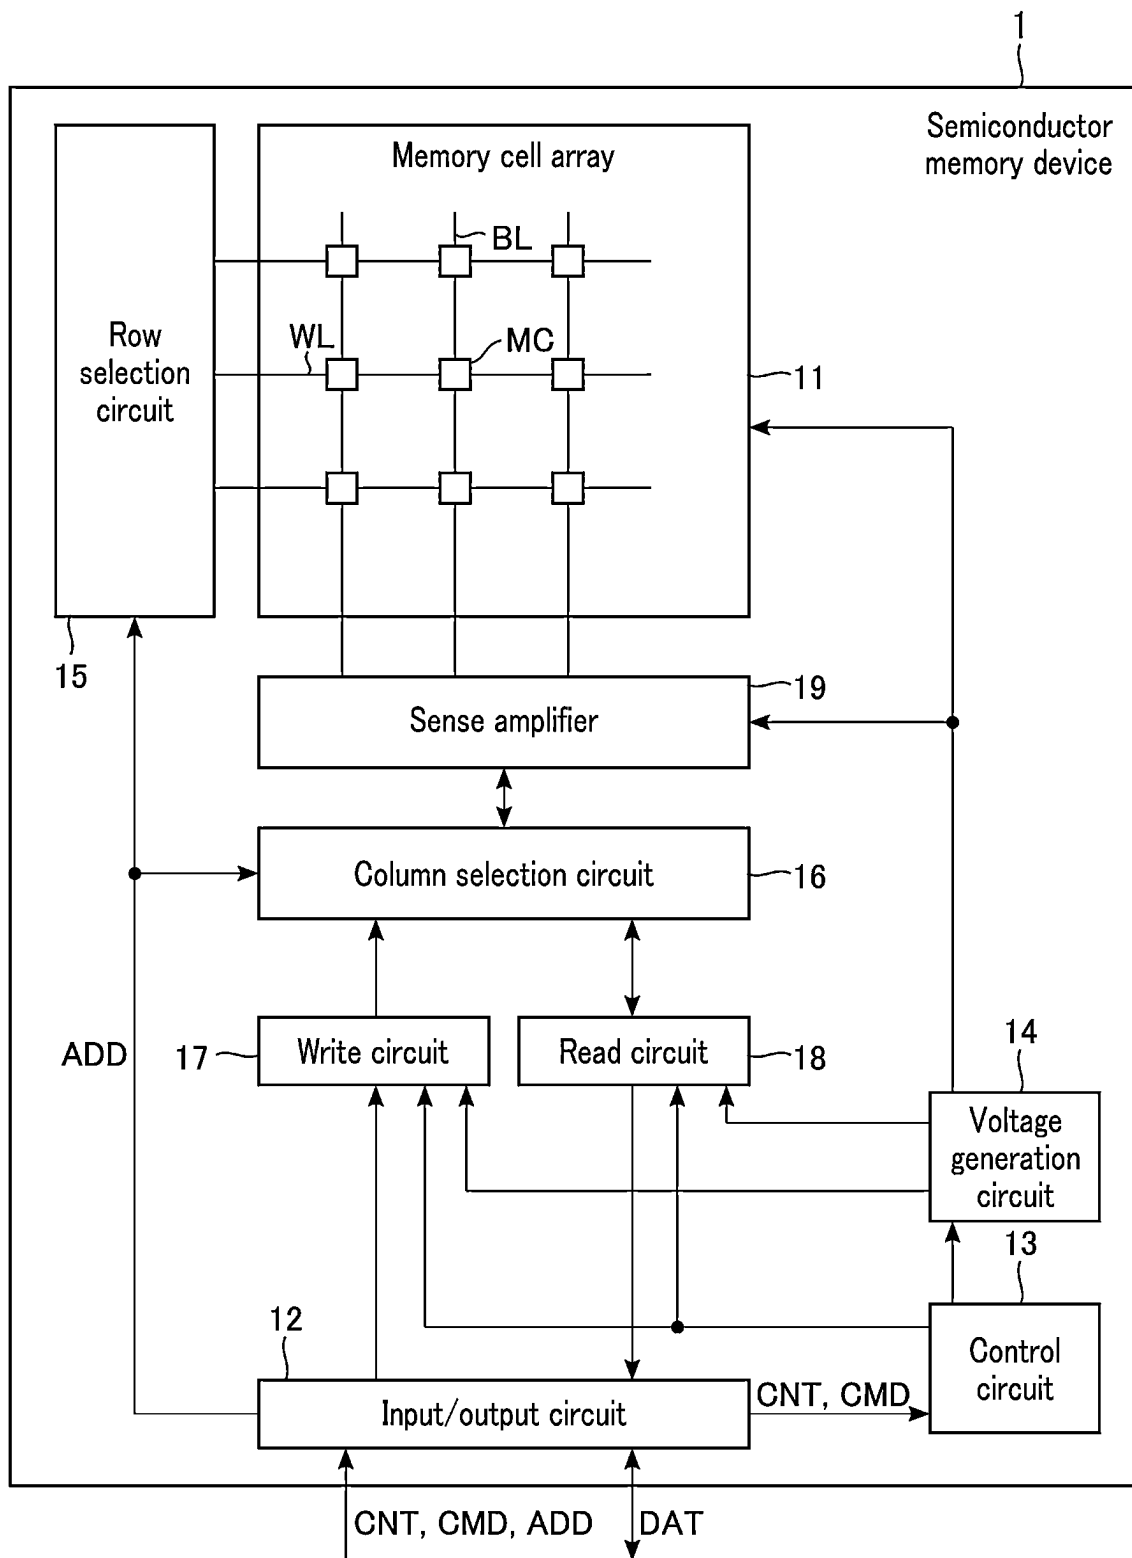 1
Semiconductor
memory device
Memory cell array
BL
WL
MC
Row
selection
circuit
11
15
19
Sense amplifier
Column selection circuit
16
ADD
17
Write circuit
Read circuit
18
14
Voltage
generation
circuit
13
12
Control
circuit
CNT, CMD
Input/output circuit
CNT, CMD, ADD
DAT